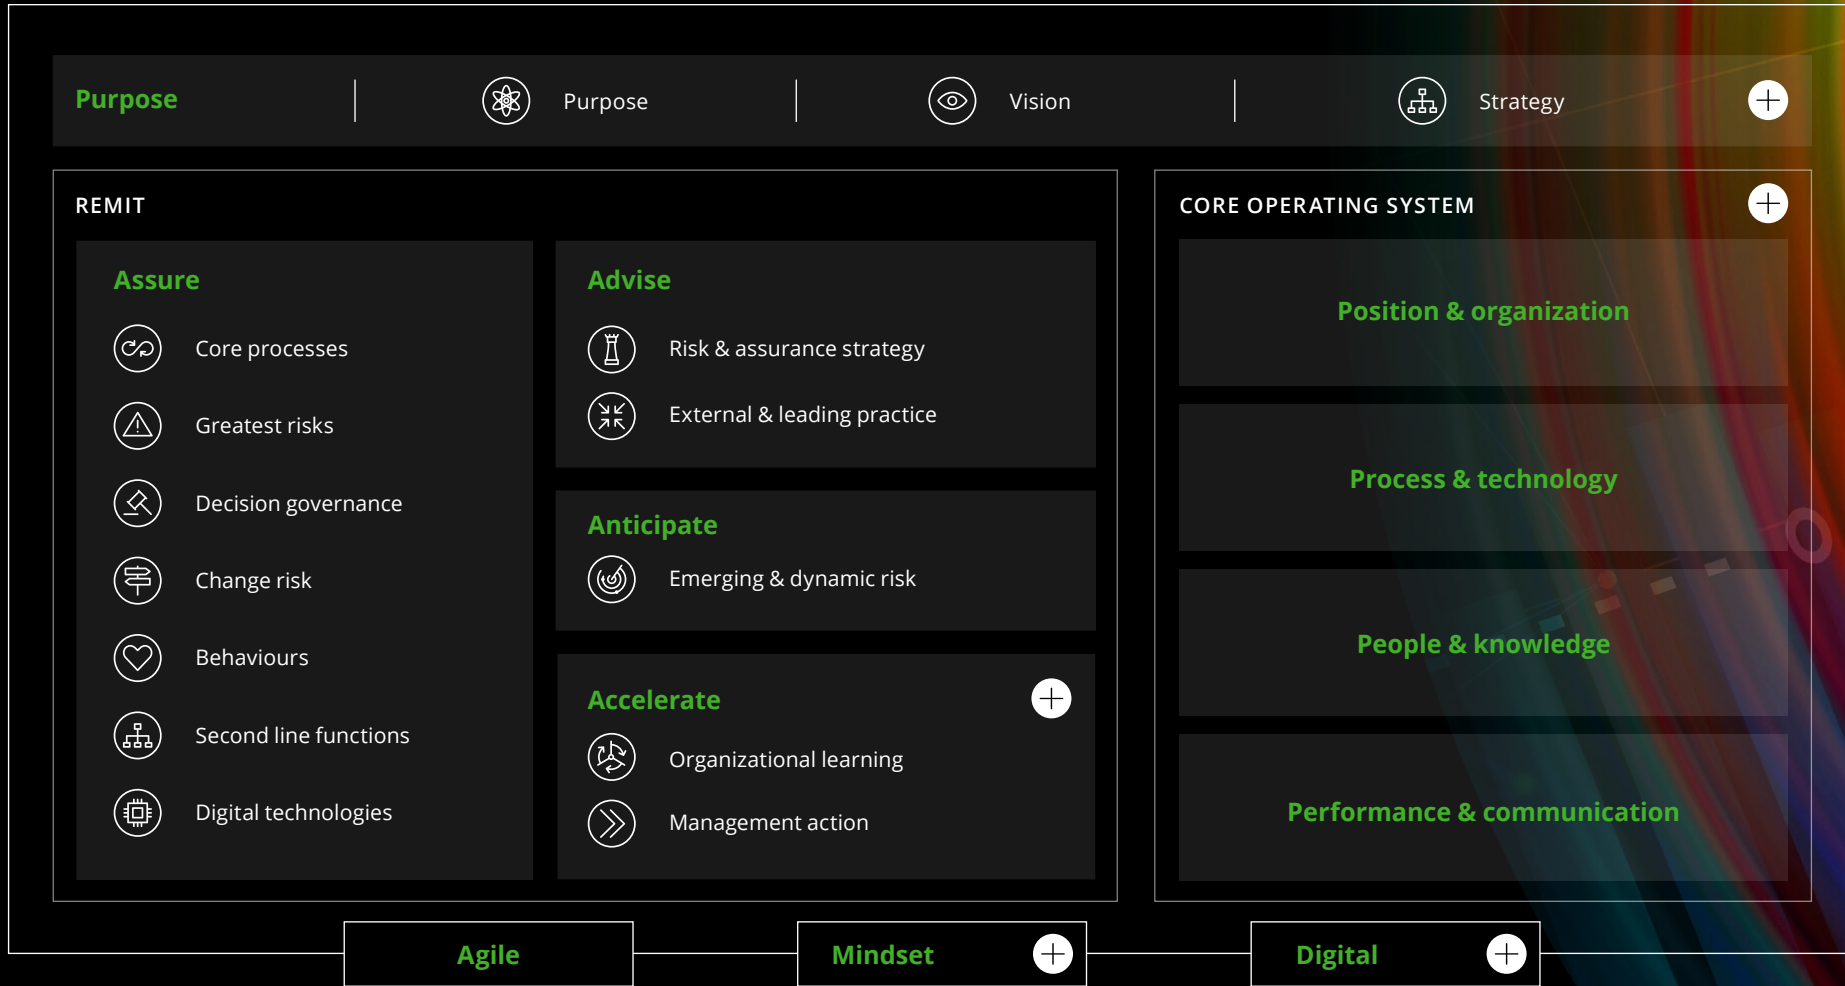 Purpose
Purpose
Vision
Strategy
REMIT
Assure
Core processes
Greatest risks
Decision governance
Change risk
Behaviours
Second line functions
Digital technologies
Advise
Risk & assurance strategy
External & leading practice
Anticipate
Emerging & dynamic risk
Accelerate
Organizational learning
Management action
CORE OPERATING SYSTEM
Position & organization
Process & technology
People & knowledge
Performance & communication
Agile
Mindset
Digital